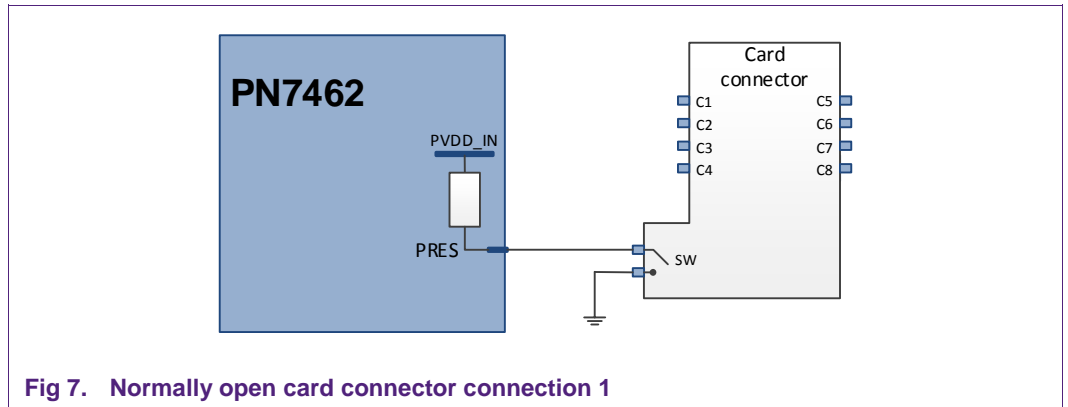 PN7462
PVDD_IN
PRES
Card
connector
C1
C2
C3
C4
C5
C6
C7
C8
SW
Fig 7. Normally open card connector connection 1